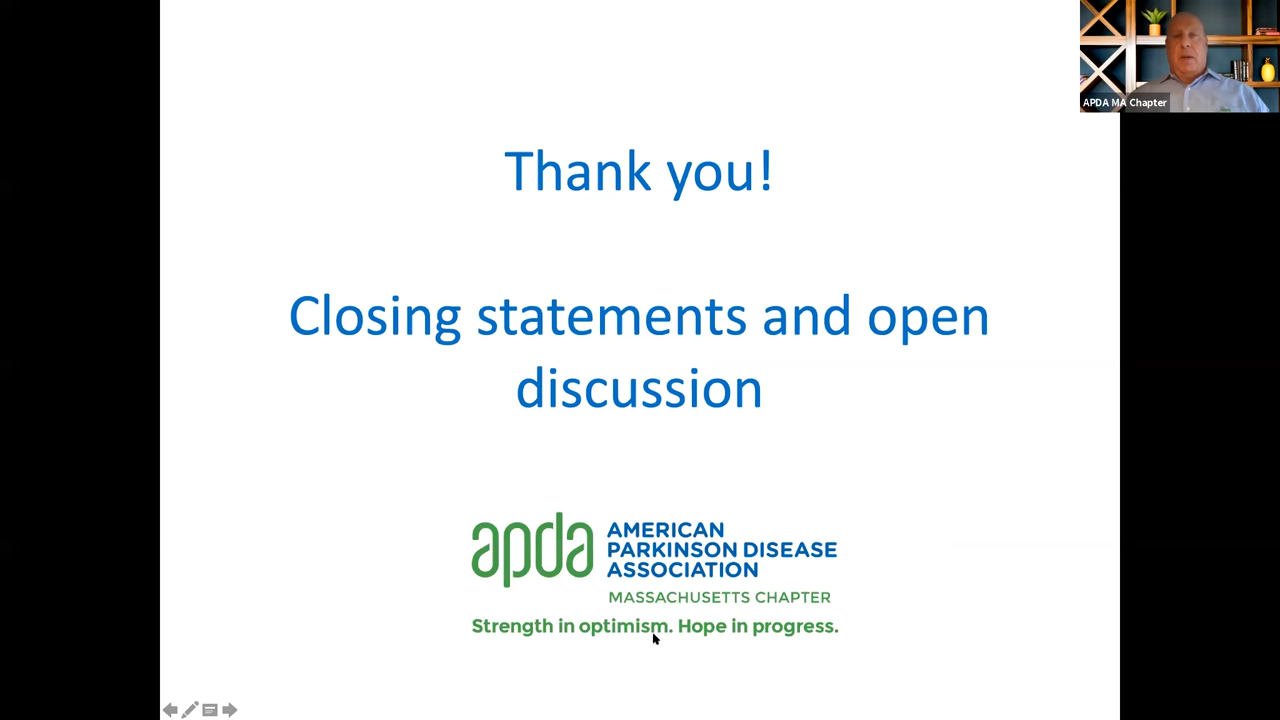 APDA MA Chapter
Thank you!
Closing statements and open
discussion
apda
AMERICAN
PARKINSON DISEASE
ASSOCIATION
MASSACHUSETTS CHAPTER
Strength in optimism. Hope in progress.